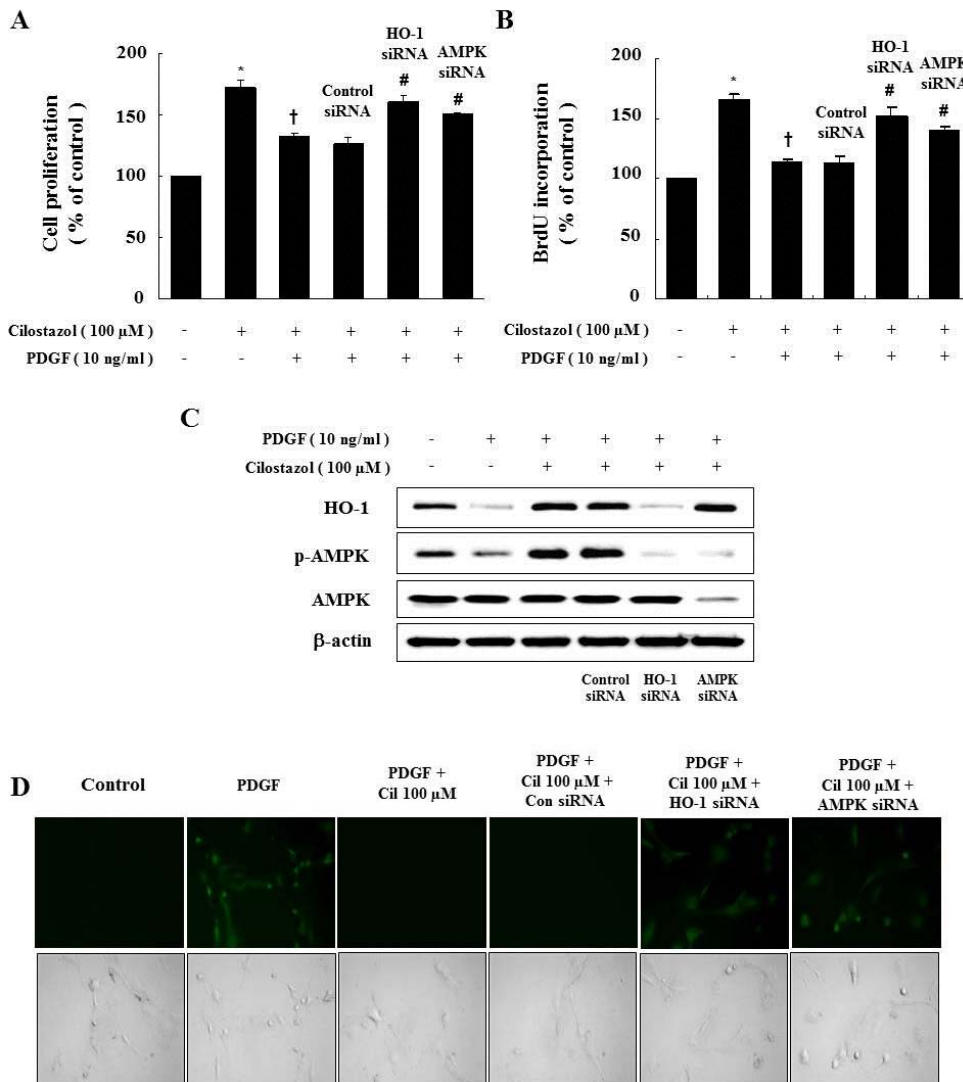 A
Cell proliferation
( % of control )
200
150
100
50
0
*
†
Control
siRNA
HO-1
siRNA
#
AMPK
siRNA
#
Cilostazol ( 100 µM ) - + + + + +
PDGF ( 10 ng/ml ) - - + + + +
B
BrdU incorporation
( % of control )
200
150
100
50
0
*
†
Control
siRNA
HO-1
siRNA
#
AMPK
siRNA
#
Cilostazol ( 100 µM ) - + + + + +
PDGF ( 10 ng/ml ) - - + + + +
C
PDGF ( 10 ng/ml ) - + + + + +
Cilostazol ( 100 µM ) - - + + + +
HO-1
p-AMPK
AMPK
β-actin
Control
siRNA
HO-1
siRNA
AMPK
siRNA
D
Control
PDGF
PDGF +
Cil 100 µM
PDGF +
Cil 100 µM +
Con siRNA
PDGF +
Cil 100 µM +
HO-1 siRNA
PDGF +
Cil 100 µM +
AMPK siRNA